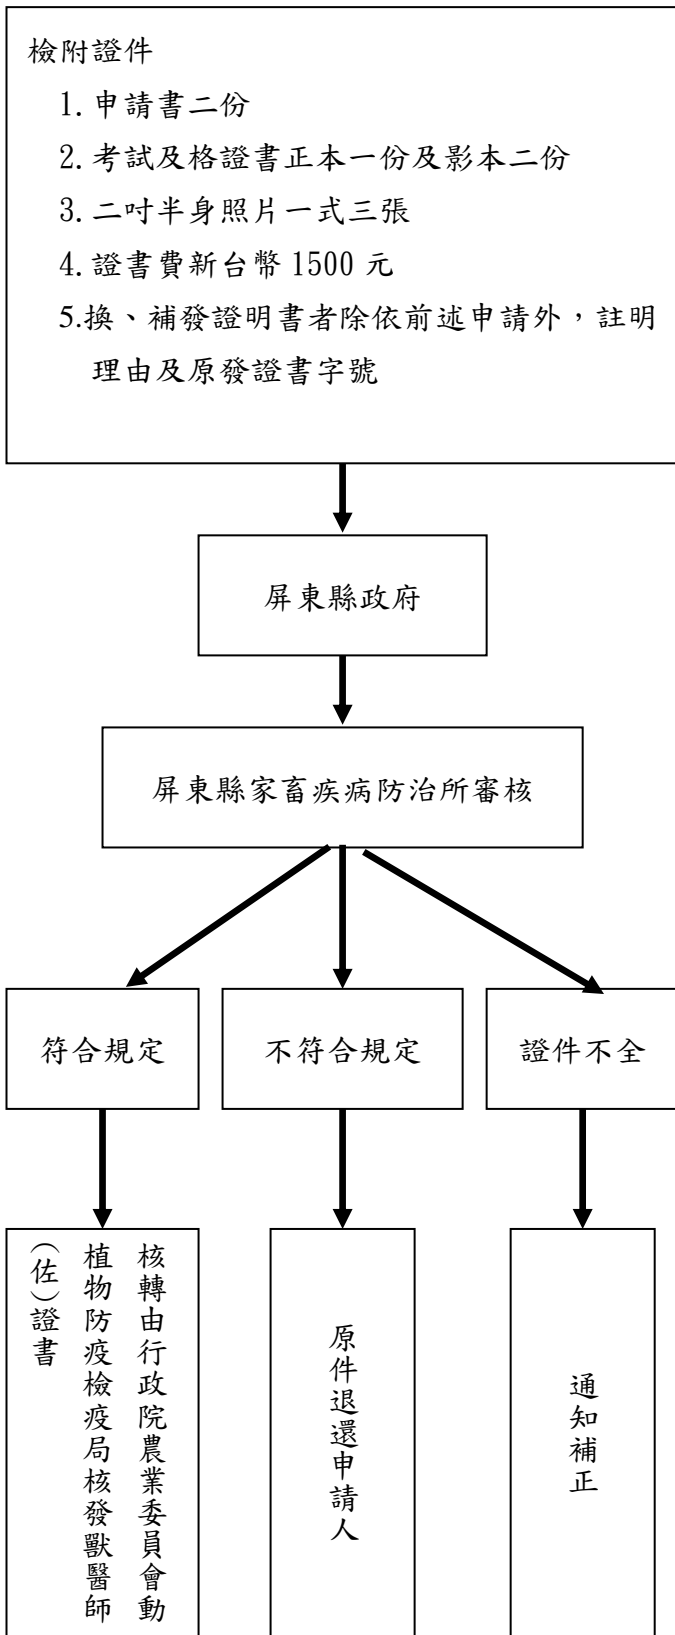 檢附證件
1.申請書二份
2.考試及格證書正本一份及影本二份
3.二吋半身照片一式三張
4.證書費新台幣 1500 元
5.換、補發證明書者除依前述申請外，註明
理由及原發證書字號
屏東縣政府
屏東縣家畜疾病防治所審核
符合規定
不符合規定
證件不全
核轉由行政院農業委員會動
植物防疫檢疫局核發獸醫師
(佐)證書
原件退還申請人
通知補正